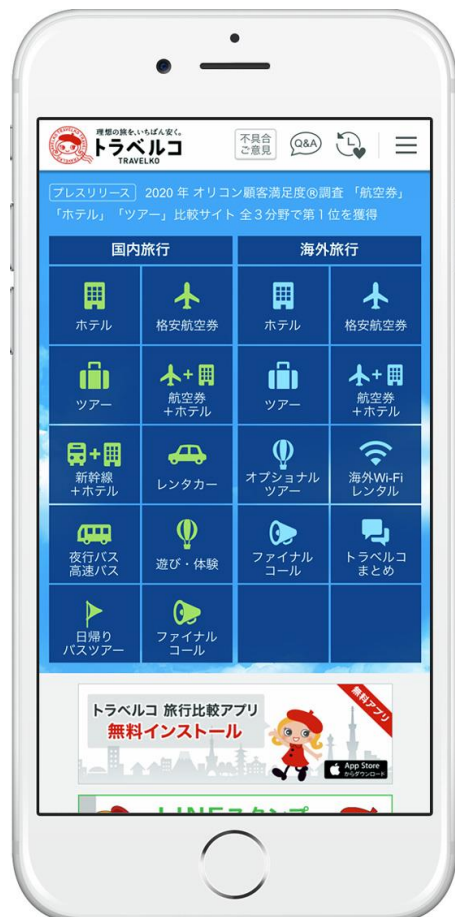 理想の旅を、いちばん安く。
トラベルコ
TRAVELKO
不具合
ご意見
Q&A
プレスリリース 2020 年 オリコン顧客満足度®調査 「航空券」
「ホテル」「ツアー」比較サイト 全３分野で第１位を獲得
国内旅行 海外旅行
ホテル 格安航空券 ホテル 格安航空券
ツアー 航空券 ツアー 航空券
+ホテル +ホテル
新幹線 レンタカー オプショナル 海外Wi-Fi
+ホテル ツアー レンタル
夜行バス 遊び・体験 ファイナル トラベルコ
高速バス コール まとめ
日帰り ファイナル
バスツアー コール
トラベルコ 旅行比較アプリ
無料インストール
無料アプリ
App Store
からダウンロード
LINEスタンプ